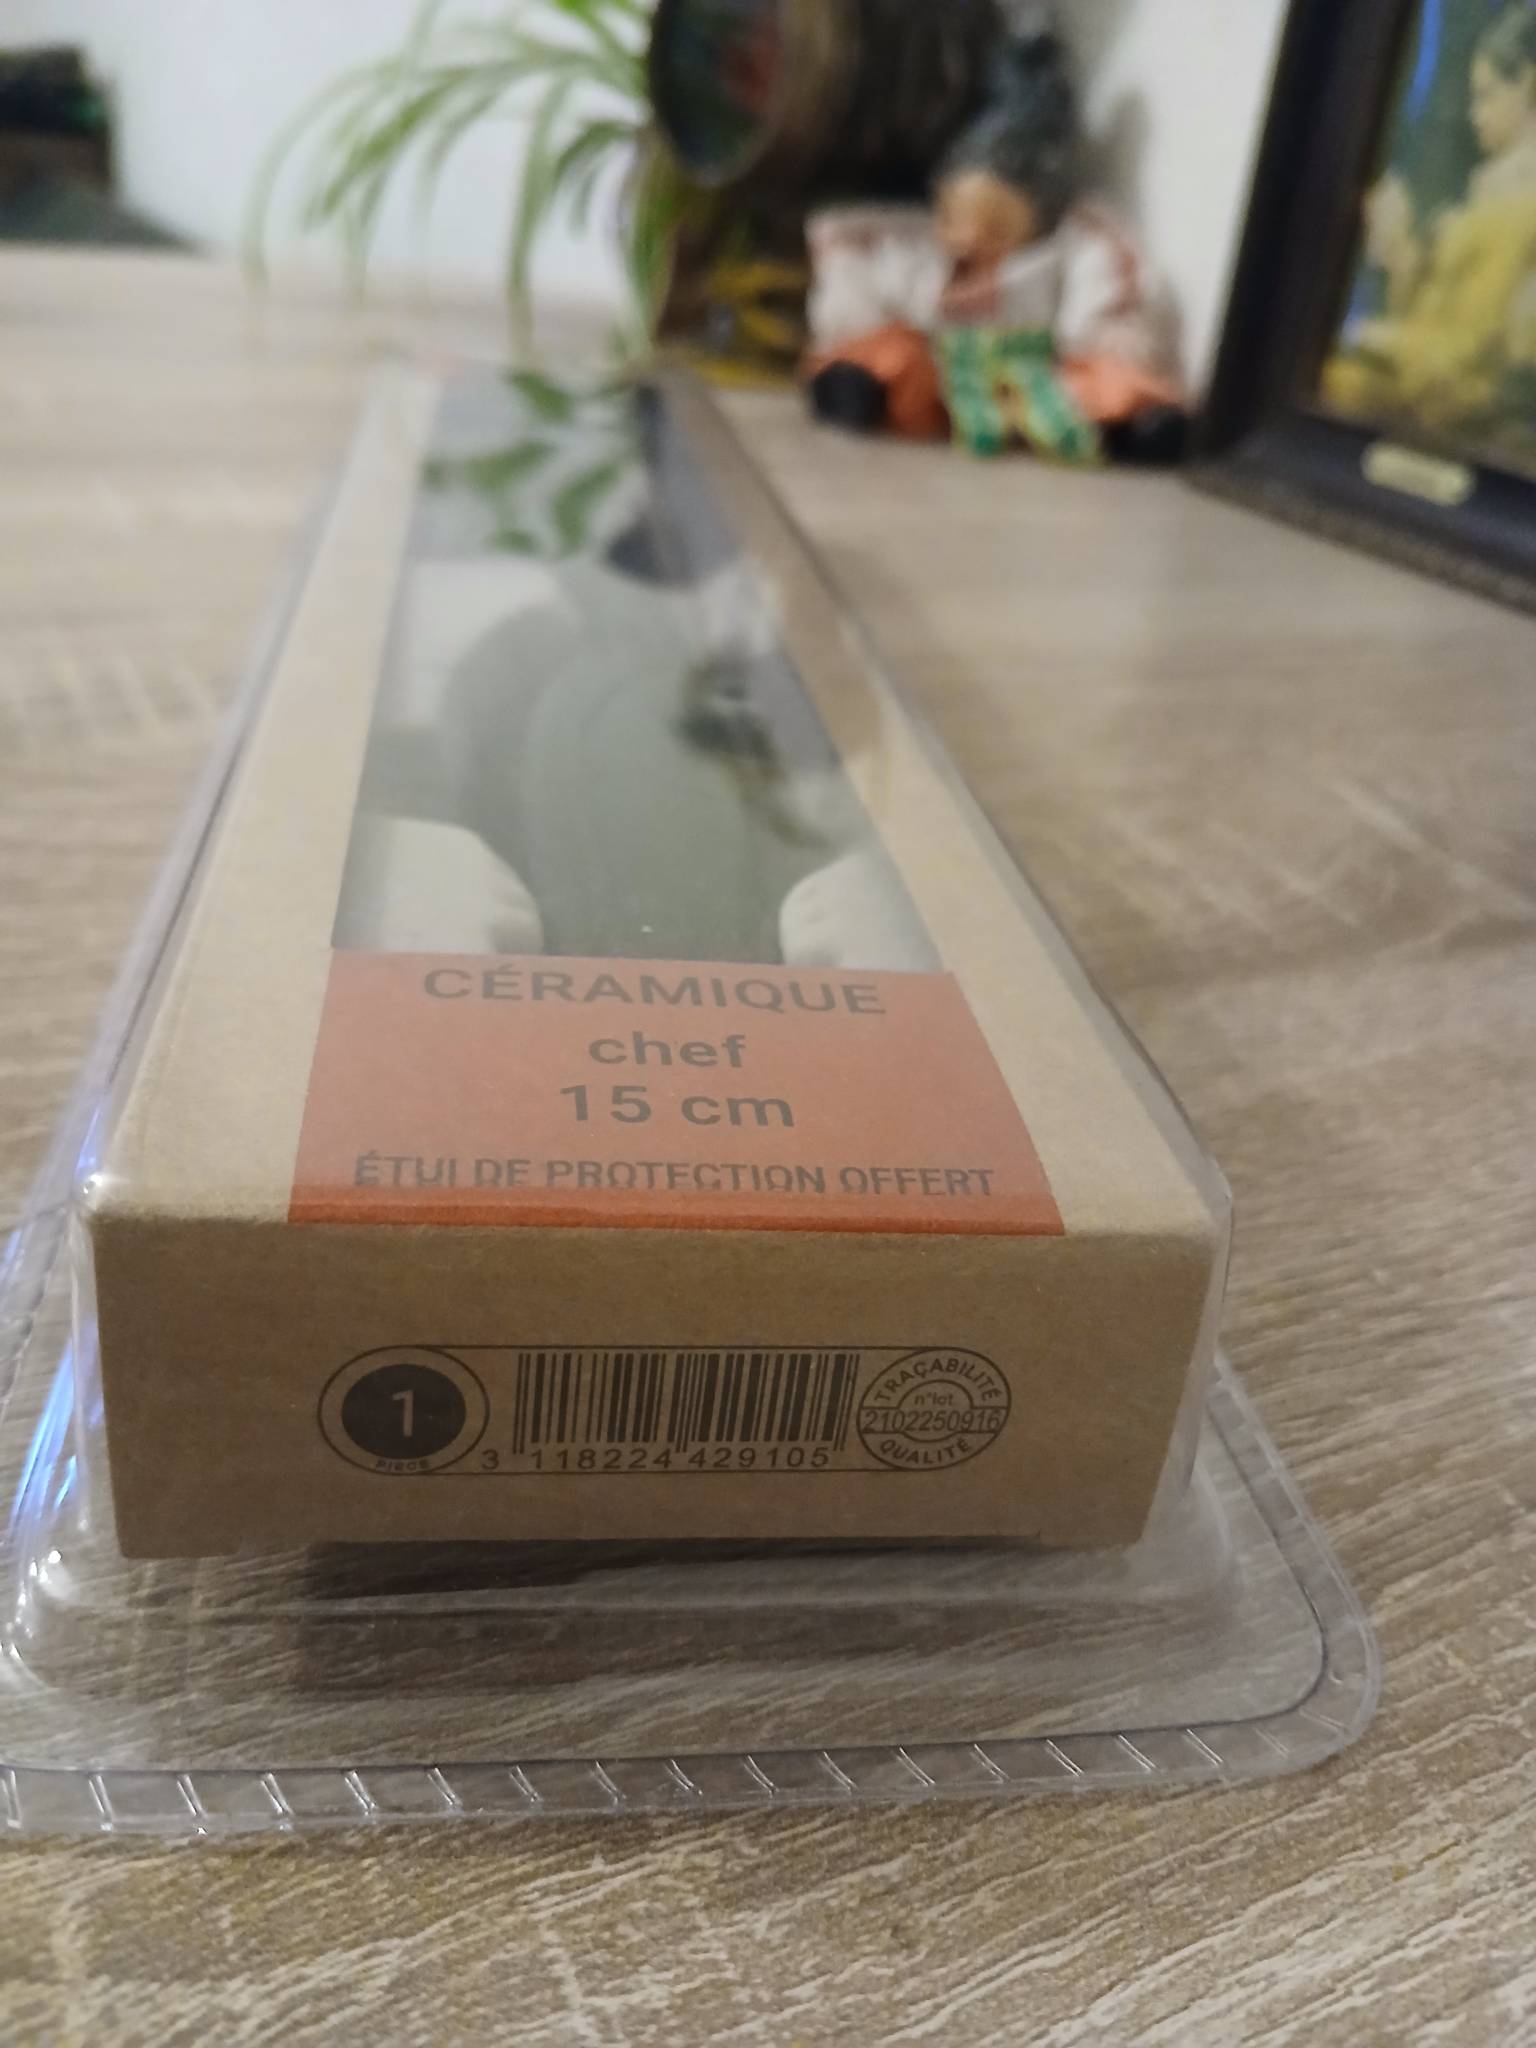 CÉRAMIQUE
chef
15 cm
ÉTUI DE PROTECTION OFFERT
1
PIECE
3 118224 429105
TRAÇABILITÉ
n°lot
2102250916
QUALITÉ